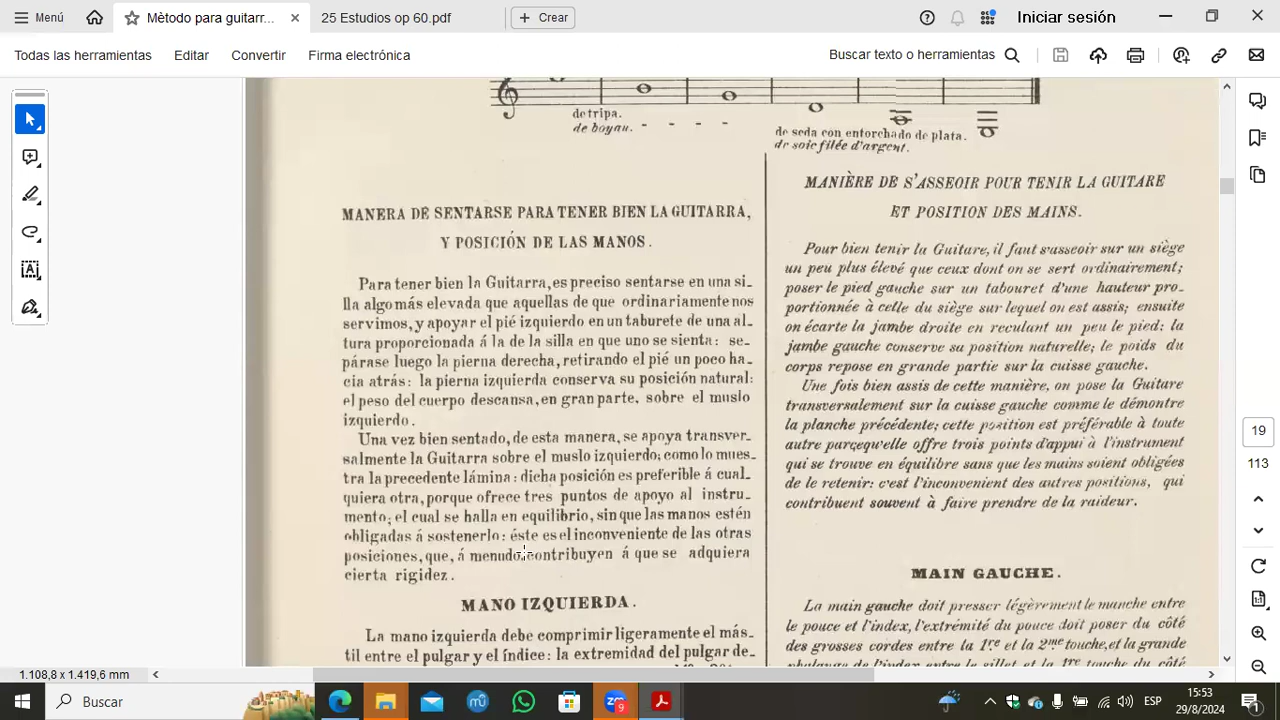 Menú
Mètodo para guitarr...
25 Estudios op 60.pdf
Crear
Iniciar sesión
Todas las herramientas
Editar
Convertir
Firma electrónica
Buscar texto o herramientas
de tripa.
de boyau. - - - -
de seda con entorchado de plata.
de soie filée d'argent.
MANERA DE SENTARSE PARA TENER BIEN LA GUITARRA,
Y POSICIÓN DE LAS MANOS.
Para tener bien la Guitarra, es preciso sentarse en una si-
lla algo más elevada que aquellas de que ordinariamente nos
servimos, y apoyar el pié izquierdo en un taburete de una al-
tura proporcionada á la de la silla en que uno se sienta: se-
párase luego la pierna derecha, retirando el pié un poco ha-
cia atrás: la pierna izquierda conserva su posición natural:
el peso del cuerpo descansa, en gran parte, sobre el muslo
izquierdo.
Una vez bien sentado, de esta manera, se apoya transver-
salmente la Guitarra sobre el muslo izquierdo; como lo mues-
tra la precedente lámina: dicha posición es preferible á cual-
quiera otra, porque ofrece tres puntos de apoyo al instru-
mento; el cual se halla en equilibrio, sin que las manos estén
obligadas á sostenerlo: éste es el inconveniente de las otras
posiciones, que, á menudo, contribuyen á que se adquiera
cierta rigidez.
MANO IZQUIERDA.
La mano izquierda debe comprimir ligeramente el más-
til entre el pulgar y el índice: la extremidad del pulgar de-
MANIÈRE DE S'ASSEOIR POUR TENIR LA GUITARE
ET POSITION DES MAINS.
Pour bien tenir la Guitare, il faut s'asseoir sur un siège
un peu plus élevé que ceux dont on se sert ordinairement;
poser le pied gauche sur un tabouret d'une hauteur pro-
portionnée à celle du siège sur lequel on est assis; ensuite
on écarte la jambe droite en reculant un peu le pied: la
jambe gauche conserve sa position naturelle; le poids du
corps repose en grande partie sur la cuisse gauche.
Une fois bien assis de cette manière, on pose la Guitare
transversalement sur la cuisse gauche comme le démontre
la planche précédente; cette position est préférable à toute
autre parçequ'elle offre trois points d'appui à l'instrument
qui se trouve en équilibre sans que les mains soient obligées
de le retenir: c'est l'inconvenient des autres positions, qui
contribuent souvent à faire prendre de la raideur.
MAIN GAUCHE.
La main gauche doit presser légèrement le manche entre
le pouce et l'index, l'extrémité du pouce doit poser du côté
des grosses cordes entre la 1re et la 2me touche, et la grande
phalange de l'index entre le sillet et la 1re touche du côté
19
113
1.108,8 x 1.419,6 mm
Buscar
9
ESP
15:53
29/8/2024
1